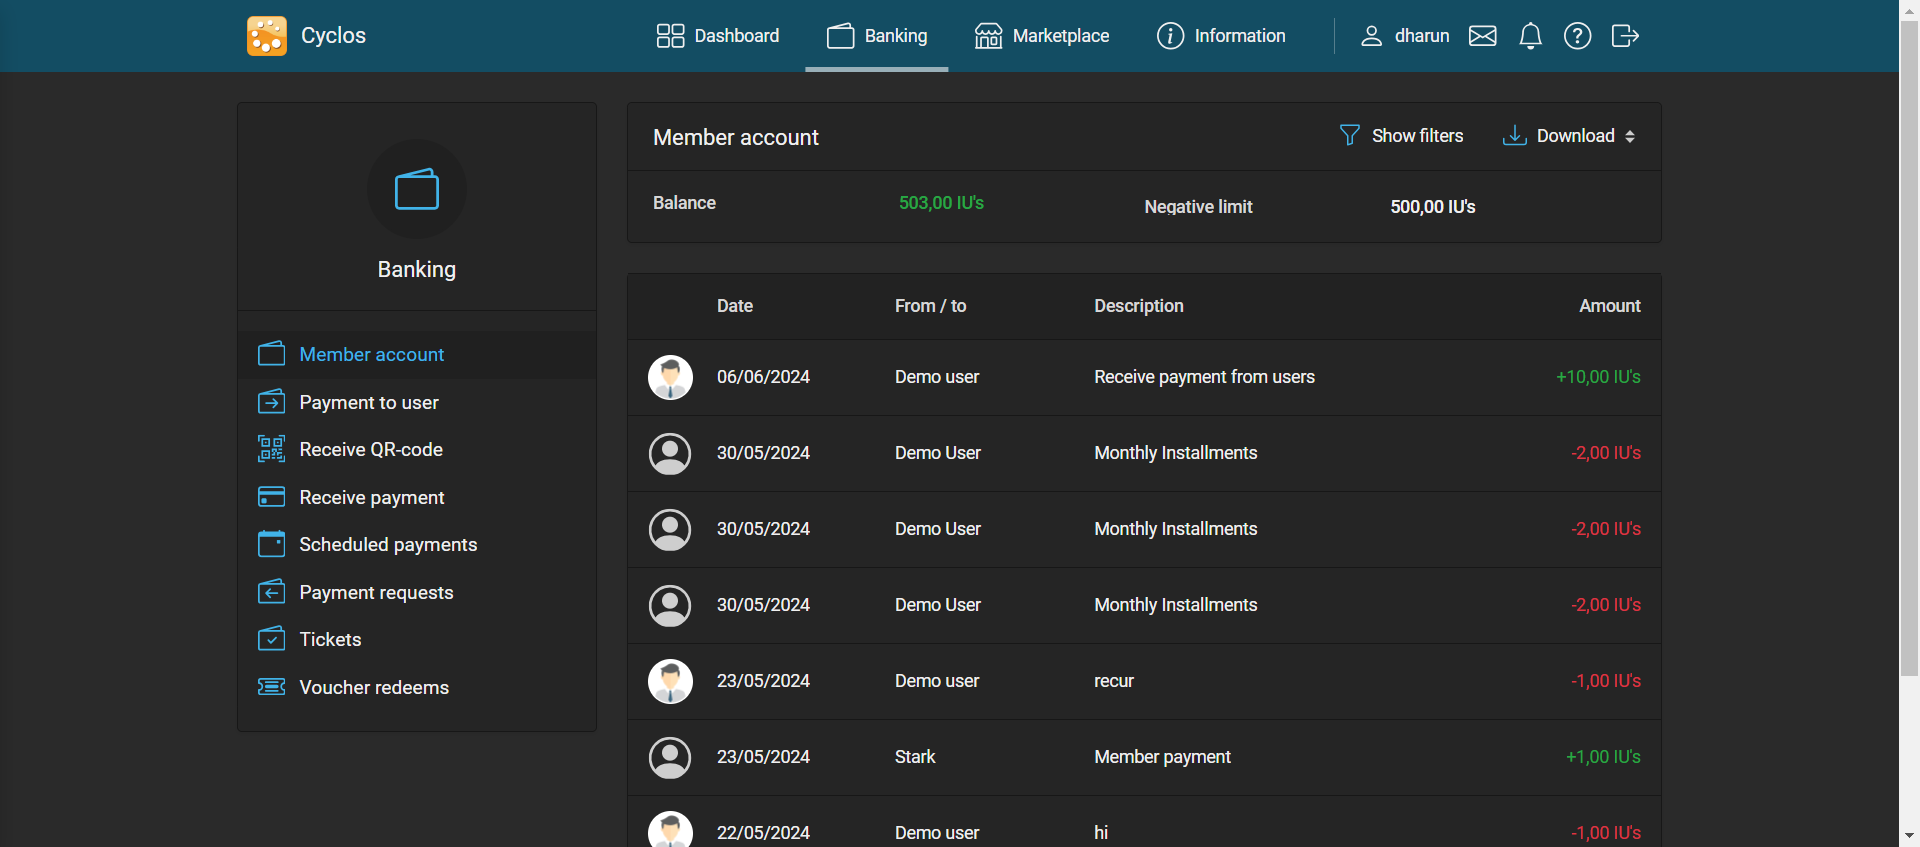 Cyclos
Dashboard
Banking
Marketplace
Information
dharun
Banking
Member account
Payment to user
Receive QR-code
Receive payment
Scheduled payments
Payment requests
Tickets
Voucher redeems
Member account
Show filters
Download
Balance 503,00 IU's Negative limit 500,00 IU's
Date From / to Description Amount
06/06/2024 Demo user Receive payment from users +10,00 IU's
30/05/2024 Demo User Monthly Installments -2,00 IU's
30/05/2024 Demo User Monthly Installments -2,00 IU's
30/05/2024 Demo User Monthly Installments -2,00 IU's
23/05/2024 Demo user recur -1,00 IU's
23/05/2024 Stark Member payment +1,00 IU's
22/05/2024 Demo user hi -1,00 IU's